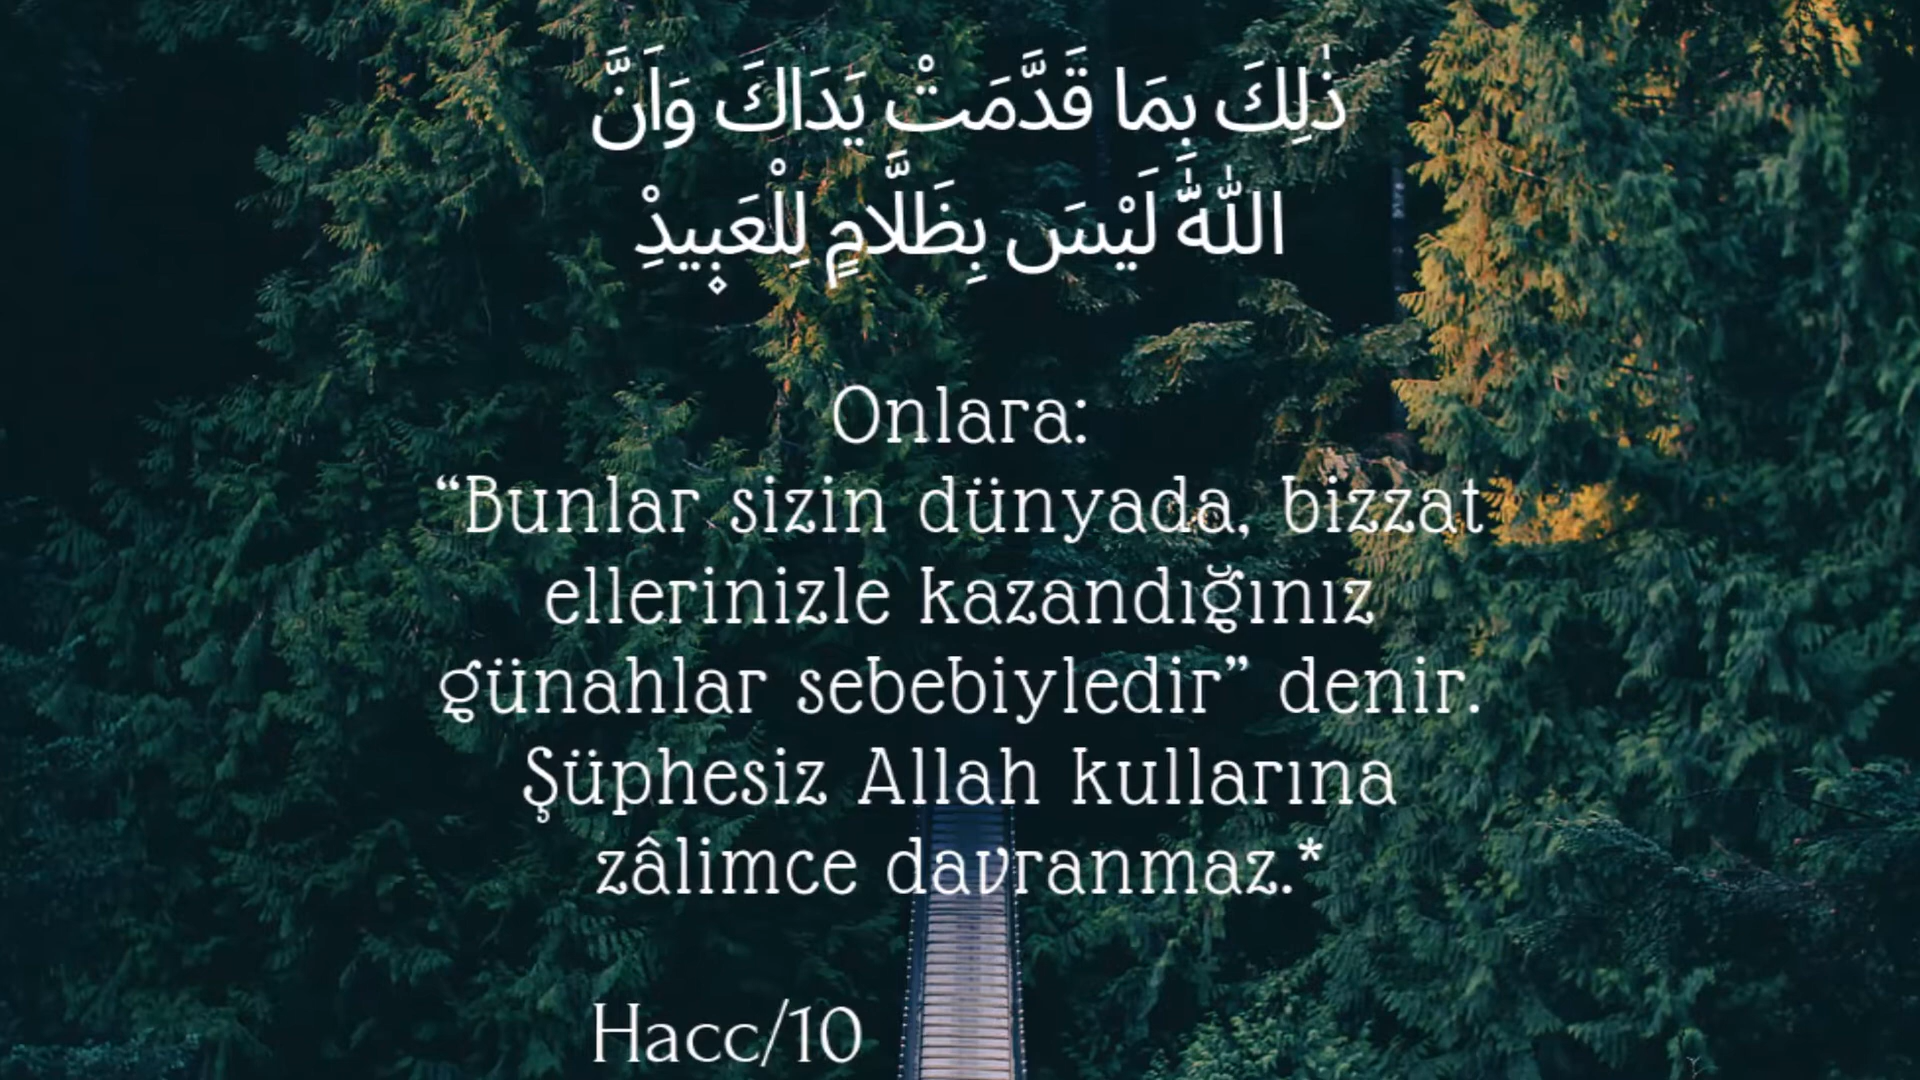 ذٰلِكَ بِمَا قَدَّمَتْ يَدَاكَ وَاَنَّ
اللّٰهَ لَيْسَ بِظَلَّامٍ لِلْعَب۪يدِ۟
Onlara:
“Bunlar sizin dünyada, bizzat
ellerinizle kazandığınız
günahlar sebebiyledir” denir.
Şüphesiz Allah kullarına
zâlimce davranmaz.*
Hacc/10